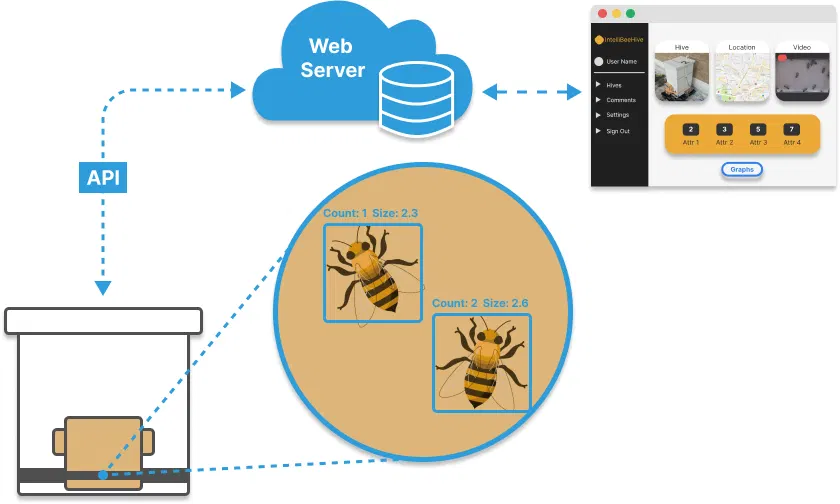 Web
Server
API
Count: 1 Size: 2.3
Count: 2 Size: 2.6
IntelliBeeHive
User Name
Hives
Comments
Settings
Sign Out
Hive
Location
Video
2
3
5
7
Attr 1
Attr 2
Attr 3
Attr 4
Graphs